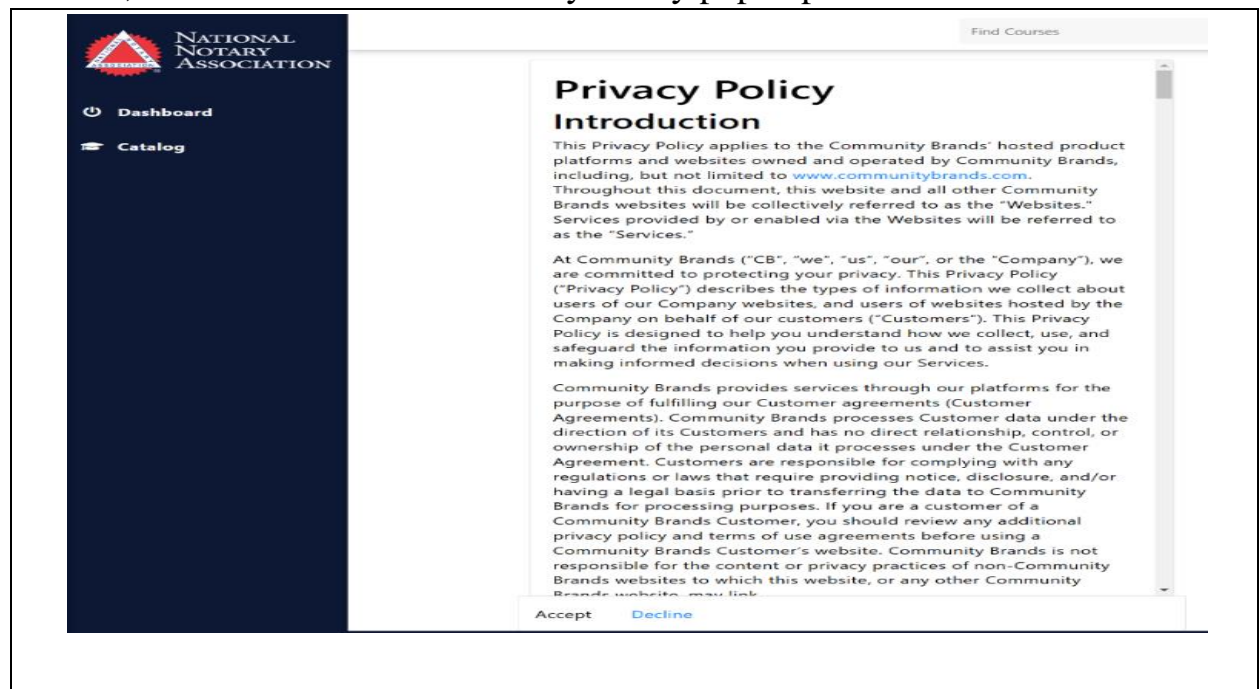 NATIONAL
NOTARY
ASSOCIATION
Find Courses
Dashboard
Catalog
Privacy Policy
Introduction
This Privacy Policy applies to the Community Brands' hosted product
platforms and websites owned and operated by Community Brands,
including, but not limited to www.communitybrands.com.
Throughout this document, this website and all other Community
Brands websites will be collectively referred to as the "Websites."
Services provided by or enabled via the Websites will be referred to
as the "Services."
At Community Brands ("CB", "we", "us", "our", or the "Company"), we
are committed to protecting your privacy. This Privacy Policy
("Privacy Policy") describes the types of information we collect about
users of our Company websites, and users of websites hosted by the
Company on behalf of our customers ("Customers"). This Privacy
Policy is designed to help you understand how we collect, use, and
safeguard the information you provide to us and to assist you in
making informed decisions when using our Services.
Community Brands provides services through our platforms for the
purpose of fulfilling our Customer agreements (Customer
Agreements). Community Brands processes Customer data under the
direction of its Customers and has no direct relationship, control, or
ownership of the personal data it processes under the Customer
Agreement. Customers are responsible for complying with any
regulations or laws that require providing notice, disclosure, and/or
having a legal basis prior to transferring the data to Community
Brands for processing purposes. If you are a customer of a
Community Brands Customer, you should review any additional
privacy policy and terms of use agreements before using a
Community Brands Customer's website. Community Brands is not
responsible for the content or privacy practices of non-Community
Brands websites to which this website, or any other Community
Brands website, may link.
Accept Decline